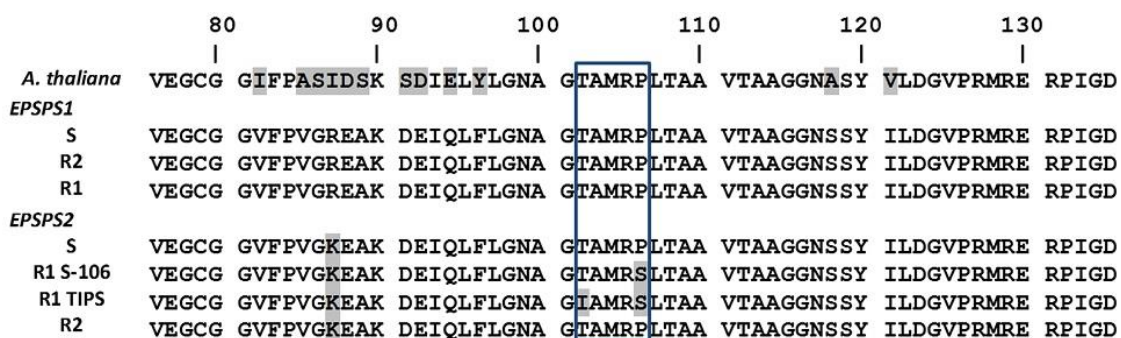 80 90 100 110 120 130
A. thaliana VEGCG GIFPASIDSK SDIELYLGNA GTAMRPLTAA VTAAGGNASY VLDGVPRMRE RPIGD
EPSPS1
S VEGCG GVFPVGREAK DEIQLFLGNA GTAMRPLTAA VTAAGGNSSY ILDGVPRMRE RPIGD
R2 VEGCG GVFPVGREAK DEIQLFLGNA GTAMRPLTAA VTAAGGNSSY ILDGVPRMRE RPIGD
R1 VEGCG GVFPVGREAK DEIQLFLGNA GTAMRPLTAA VTAAGGNSSY ILDGVPRMRE RPIGD
EPSPS2
S VEGCG GVFPVGKEAK DEIQLFLGNA GTAMRPLTAA VTAAGGNSSY ILDGVPRMRE RPIGD
R1 S-106 VEGCG GVFPVGKEAK DEIQLFLGNA GTAMRSLTAA VTAAGGNSSY ILDGVPRMRE RPIGD
R1 TIPS VEGCG GVFPVGKEAK DEIQLFLGNA GIAMRSLTAA VTAAGGNSSY ILDGVPRMRE RPIGD
R2 VEGCG GVFPVGKEAK DEIQLFLGNA GTAMRPLTAA VTAAGGNSSY ILDGVPRMRE RPIGD